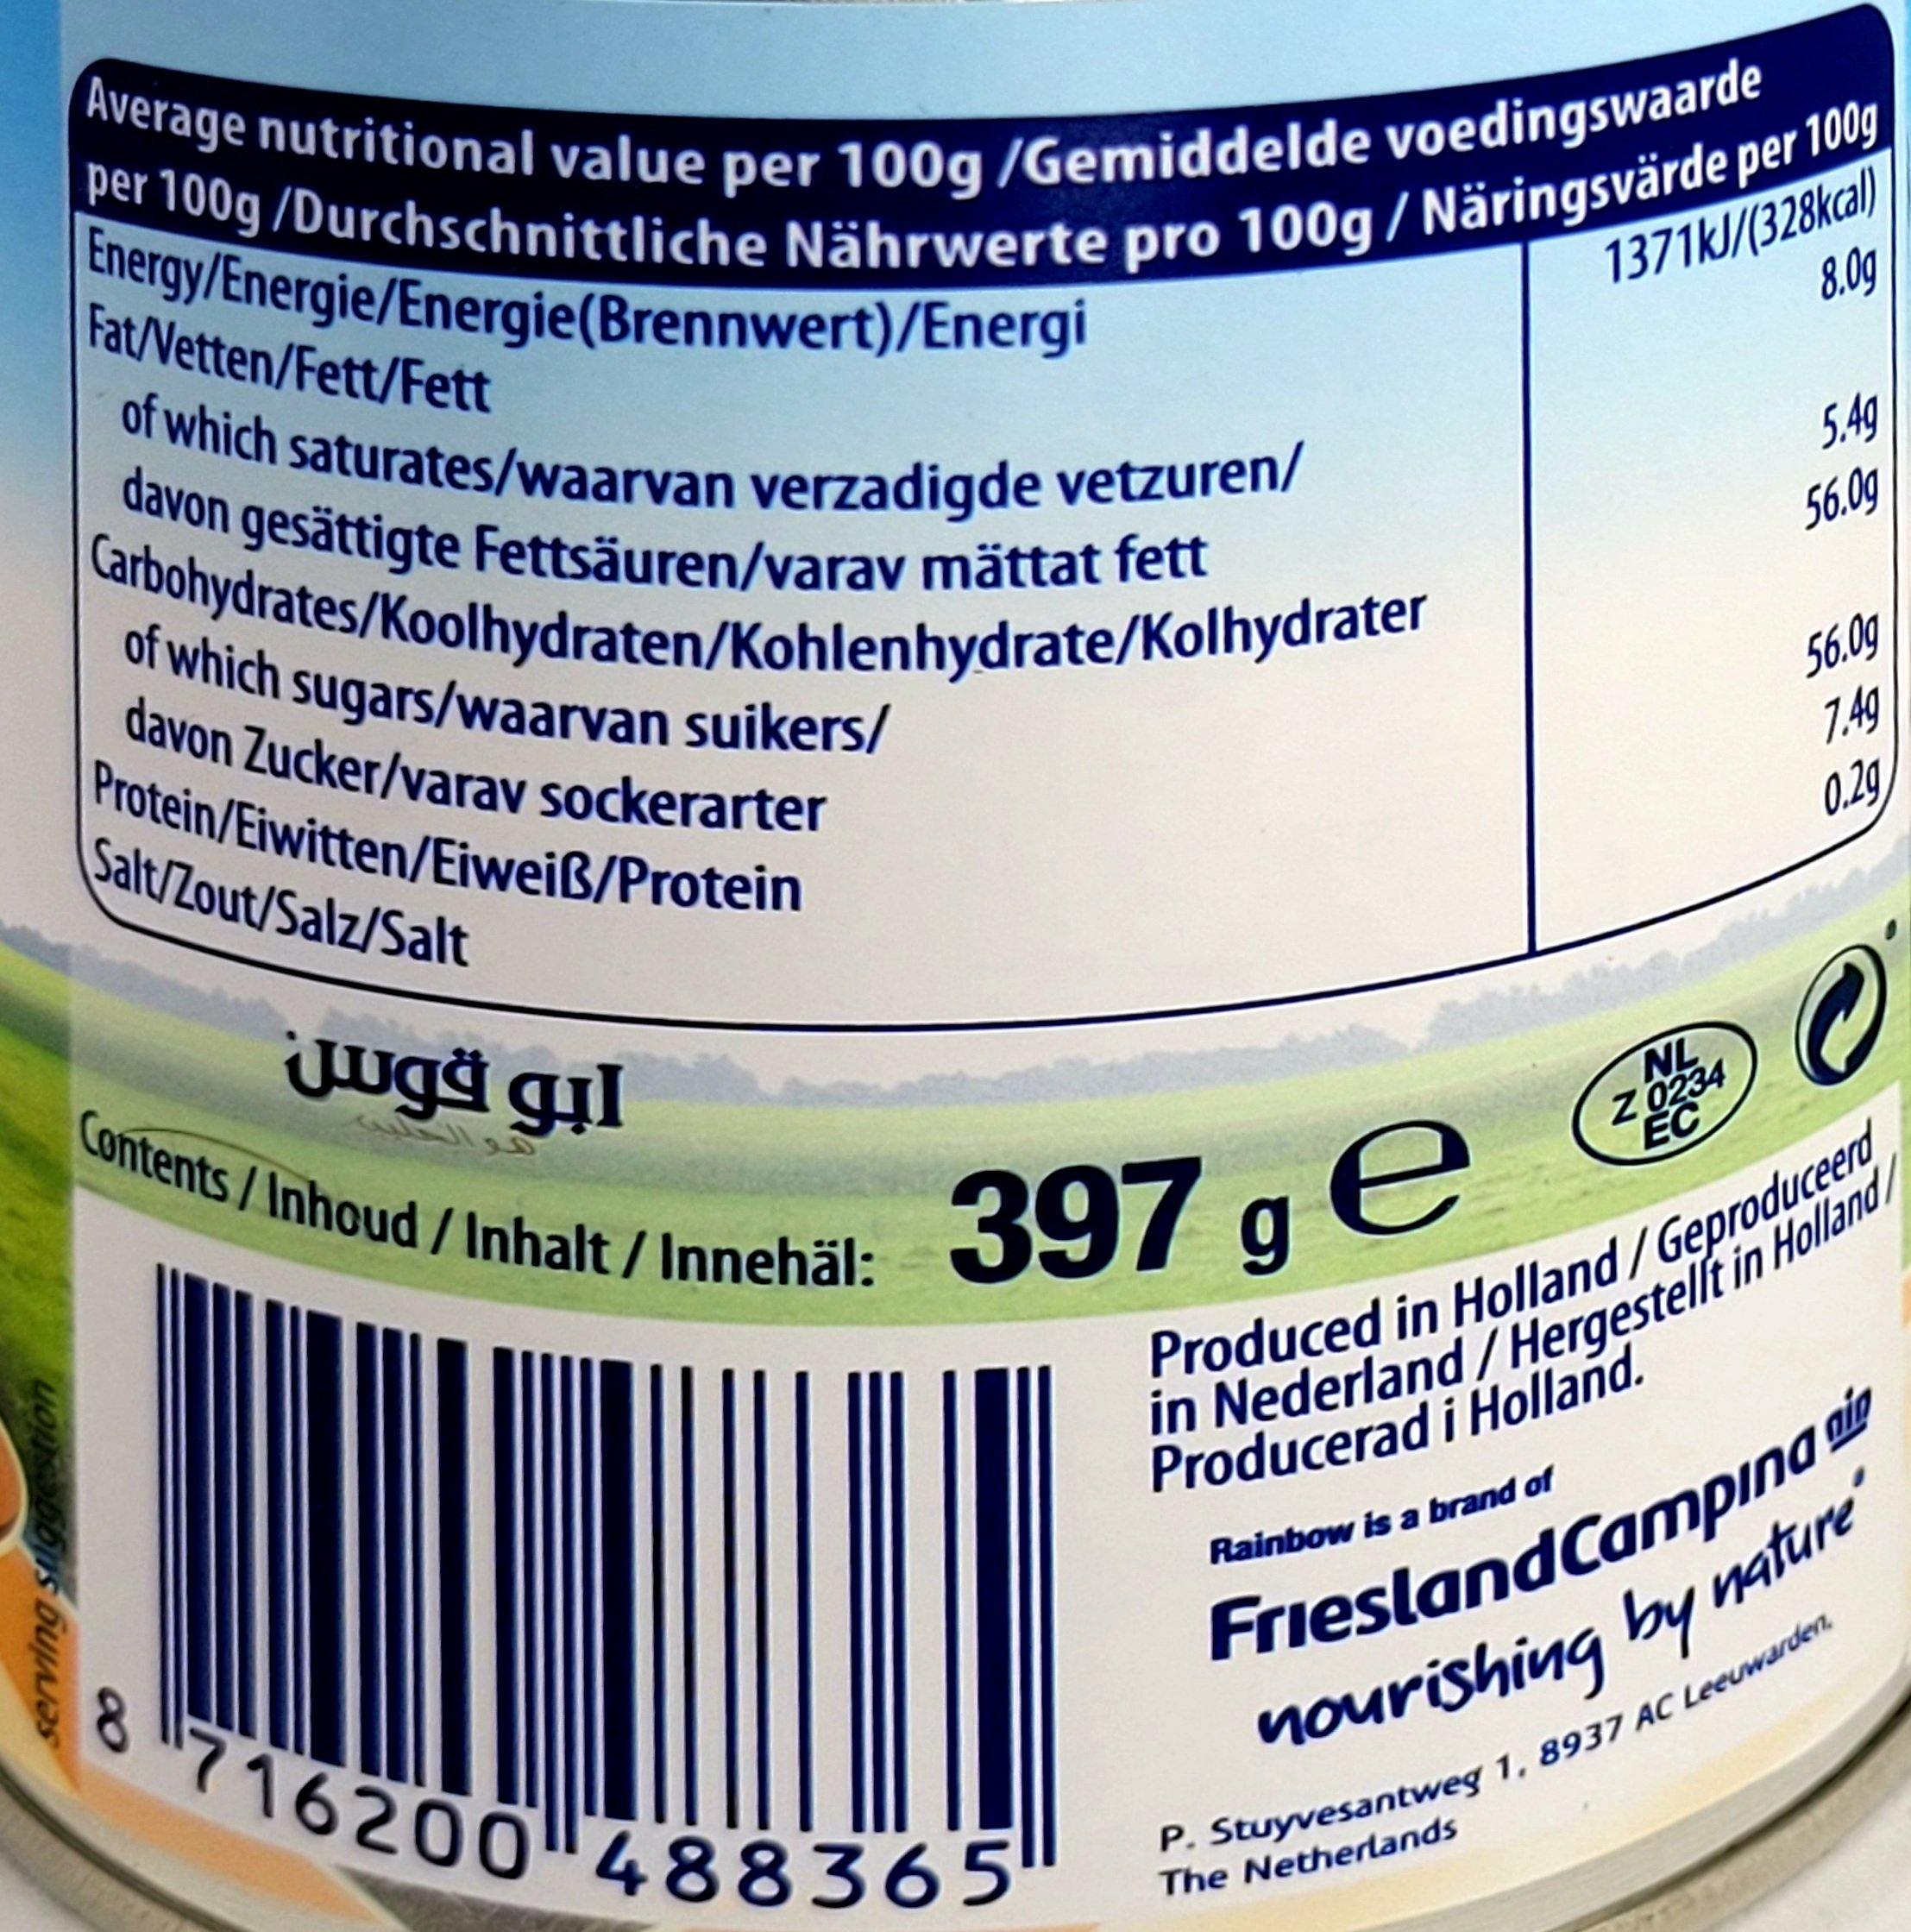 Average nutritional value per 100g /Gemiddelde voedingswaarde
per 100g /Durchschnittliche Nährwerte pro 100g / Näringsvärde per 100g
Energy/Energie/Energie(Brennwert)/Energi 1371kJ/(328kcal)
Fat/Vetten/Fett/Fett 8.0g
of which saturates/waarvan verzadigde vetzuren/
davon gesättigte Fettsäuren/varav mättat fett 5.4g
Carbohydrates/Koolhydraten/Kohlenhydrate/Kolhydrater 56.0g
of which sugars/waarvan suikers/
davon Zucker/varav sockerarter 56.0g
Protein/Eiwitten/Eiweiß/Protein 7.4g
Salt/Zout/Salz/Salt 0.2g
ابو قوس
هو الحليب
NL
Z 0234
EC
Contents / Inhoud / Inhalt / Innehäl: 397 g e
Produced in Holland / Geproduceerd
in Nederland / Hergestellt in Holland /
Producerad i Holland.
Rainbow is a brand of
FrieslandCampina
nourishing by nature
P. Stuyvesantweg 1, 8937 AC Leeuwarden.
The Netherlands
8 716200 488365
serving suggestion